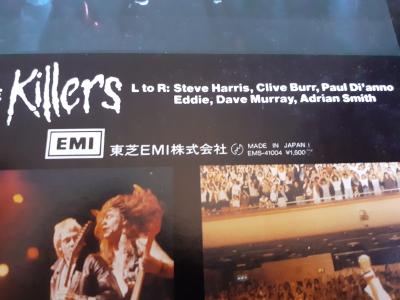 Killers
L to R: Steve Harris, Clive Burr, Paul Di'anno
Eddie, Dave Murray, Adrian Smith
EMI 東芝EMI株式会社 MADE IN JAPAN
EMS-41004 ¥1,500